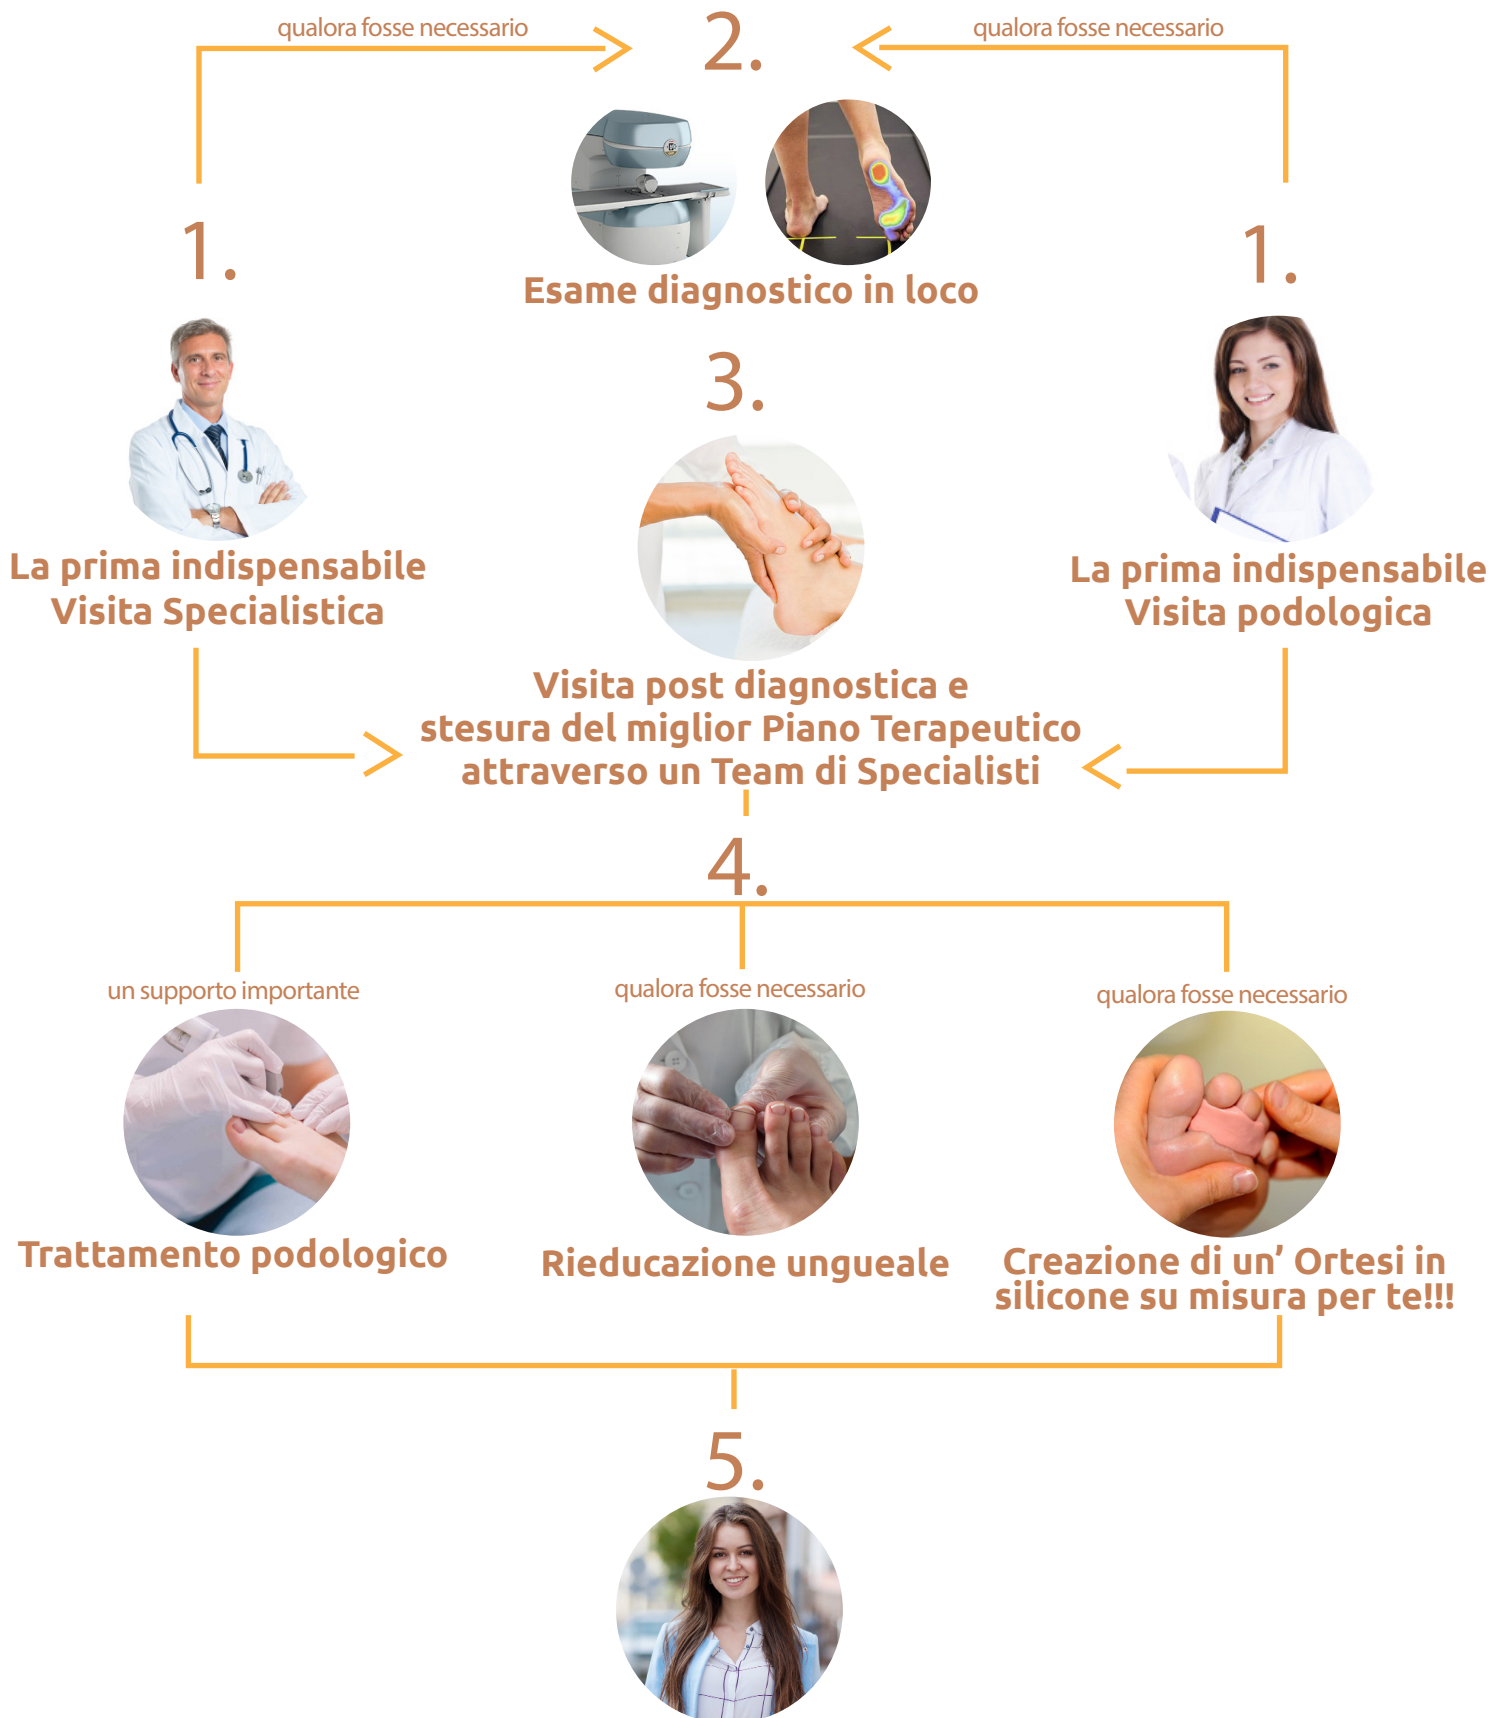 qualora fosse necessario
2.
qualora fosse necessario
1.
1.
Esame diagnostico in loco
3.
La prima indispensabile
Visita Specialistica
La prima indispensabile
Visita podologica
Visita post diagnostica e
stesura del miglior Piano Terapeutico
attraverso un Team di Specialisti
4.
un supporto importante
qualora fosse necessario
qualora fosse necessario
Trattamento podologico
Rieducazione ungueale
Creazione di un’ Ortesi in
silicone su misura per te!!!
5.